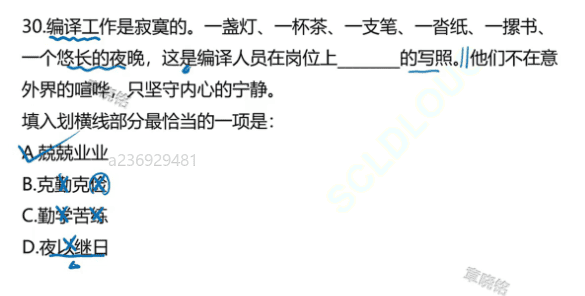 30.编译工作是寂寞的。一盏灯、一杯茶、一支笔、一沓纸、一摞书、
一个悠长的夜晚，这是编译人员在岗位上________的写照。他们不在意
外界的喧哗，只坚守内心的宁静。
填入划横线部分最恰当的一项是：
A.兢兢业业
a236929481
B.克勤克俭
C.勤学苦练
D.夜以继日
SCLDLOU
章晓铭
章晓铭